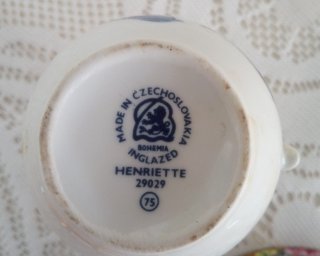 MADE IN CZECHOSLOVAKIA
BOHEMIA
INGLAZED
HENRIETTE
29029
75